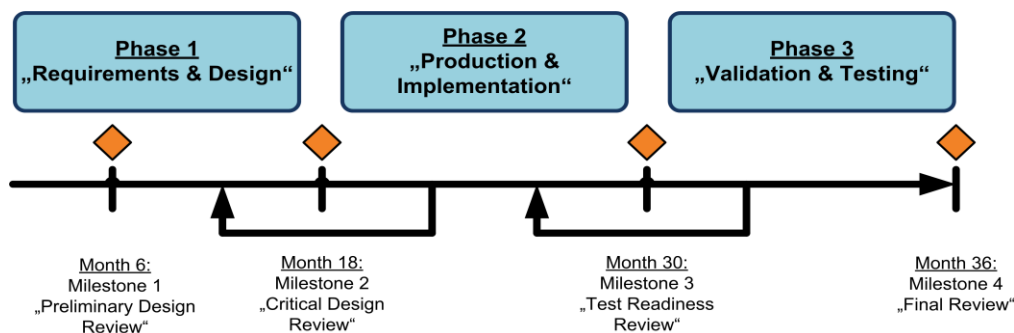 Phase 1
„Requirements & Design“
Phase 2
„Production &
Implementation“
Phase 3
„Validation & Testing“
Month 6:
Milestone 1
„Preliminary Design
Review“
Month 18:
Milestone 2
„Critical Design
Review“
Month 30:
Milestone 3
„Test Readiness
Review“
Month 36:
Milestone 4
„Final Review“